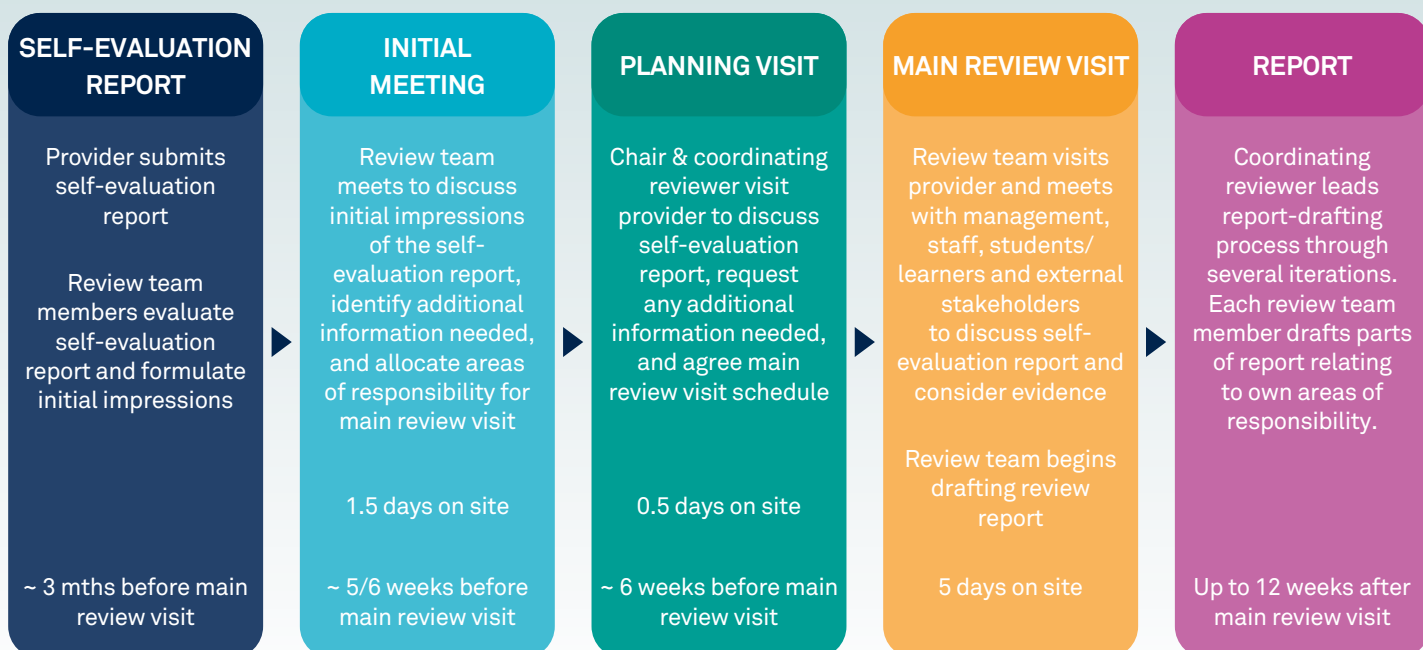 SELF-EVALUATION
REPORT
Provider submits
self-evaluation
report
Review team
members evaluate
self-evaluation
report and formulate
initial impressions
~ 3 mths before main
review visit
INITIAL
MEETING
Review team
meets to discuss
initial impressions
of the self-
evaluation report,
identify additional
information needed,
and allocate areas
of responsibility for
main review visit
1.5 days on site
~ 5/6 weeks before
main review visit
PLANNING VISIT
Chair & coordinating
reviewer visit
provider to discuss
self-evaluation
report, request
any additional
information needed,
and agree main
review visit schedule
0.5 days on site
~ 6 weeks before main
review visit
MAIN REVIEW VISIT
Review team visits
provider and meets
with management,
staff, students/
learners and external
stakeholders
to discuss self-
evaluation report and
consider evidence
Review team begins
drafting review
report
5 days on site
REPORT
Coordinating
reviewer leads
report-drafting
process through
several iterations.
Each review team
member drafts parts
of report relating
to own areas of
responsibility.
Up to 12 weeks after
main review visit